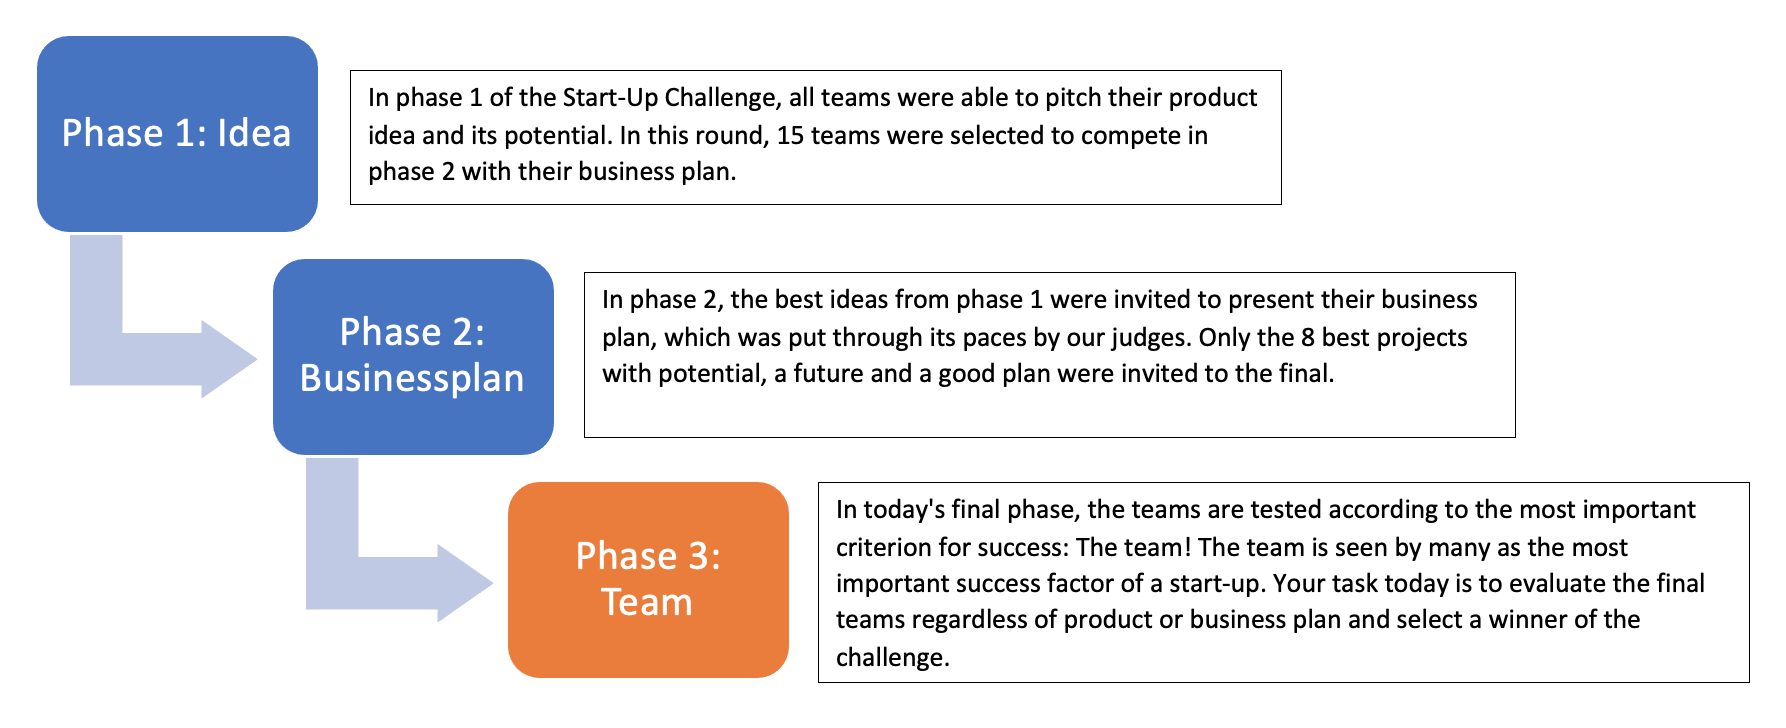 Phase 1: Idea
In phase 1 of the Start-Up Challenge, all teams were able to pitch their product
idea and its potential. In this round, 15 teams were selected to compete in
phase 2 with their business plan.
Phase 2:
Businessplan
In phase 2, the best ideas from phase 1 were invited to present their business
plan, which was put through its paces by our judges. Only the 8 best projects
with potential, a future and a good plan were invited to the final.
Phase 3:
Team
In today's final phase, the teams are tested according to the most important
criterion for success: The team! The team is seen by many as the most
important success factor of a start-up. Your task today is to evaluate the final
teams regardless of product or business plan and select a winner of the
challenge.